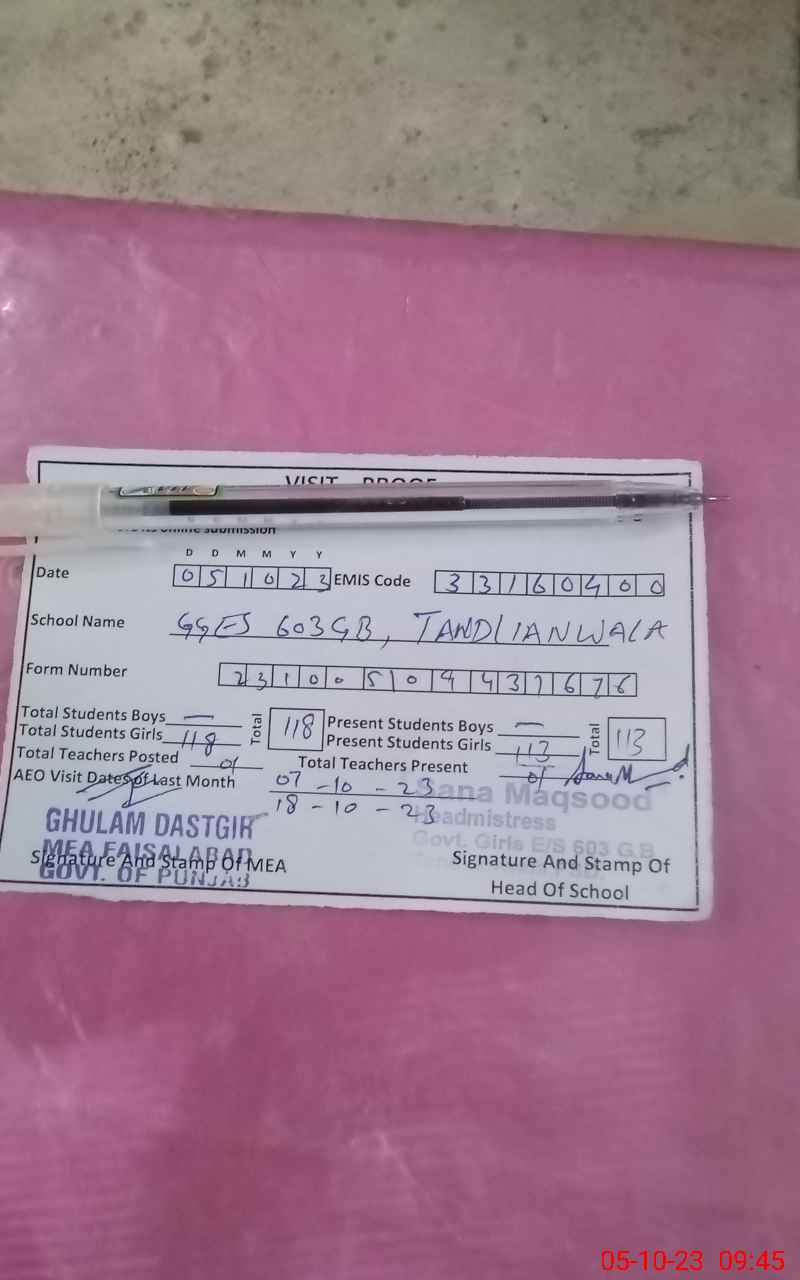 VISIT PROOF
online submission
D D M M Y Y
Date 0 5 1 0 2 3 EMIS Code 3 3 1 6 0 4 0 0
School Name GGES 603GB, TANDLIANWALA
Form Number 2 3 1 0 0 5 0 9 4 3 7 6 7 6
Total Students Boys — Total 118 Present Students Boys — Total 113
Total Students Girls 118 Present Students Girls 113
Total Teachers Posted 01 Total Teachers Present 01
AEO Visit Dates of Last Month 07-10-23
18-10-23
GHULAM DASTGIR
MEA FAISALABAD
GOVT. OF PUNJAB
Signature And Stamp Of MEA
Sana Maqsood
Headmistress
Govt. Girls E/S 603 G.B
Signature And Stamp Of
Head Of School
05-10-23 09:45